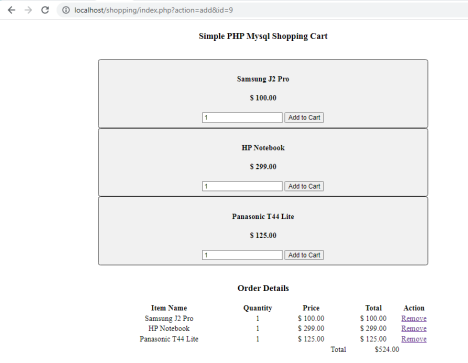 localhost/shopping/index.php?action=add&id=9
Simple PHP Mysql Shopping Cart
Samsung J2 Pro
$ 100.00
1 Add to Cart
HP Notebook
$ 299.00
1 Add to Cart
Panasonic T44 Lite
$ 125.00
1 Add to Cart
Order Details
Item Name Quantity Price Total Action
Samsung J2 Pro 1 $ 100.00 $ 100.00 Remove
HP Notebook 1 $ 299.00 $ 299.00 Remove
Panasonic T44 Lite 1 $ 125.00 $ 125.00 Remove
Total $524.00